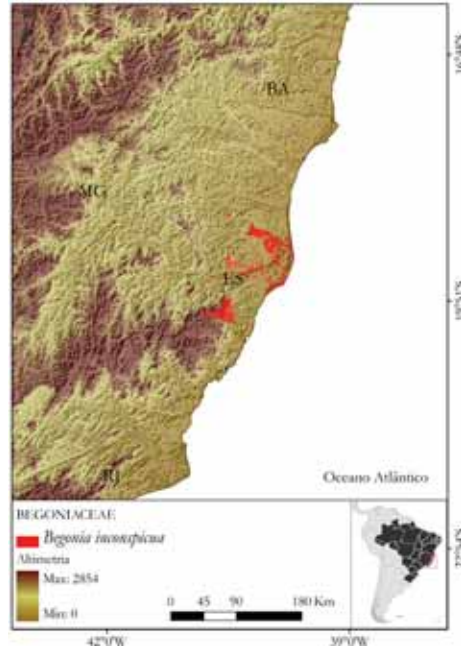 BA
MG
ES
RJ
Oceano Atlântico
BEGONIACEAE
Begonia inconspicua
Altimetria
Max: 2854
Min: 0
0 45 90 180 Km
42°0'W 39°0'W